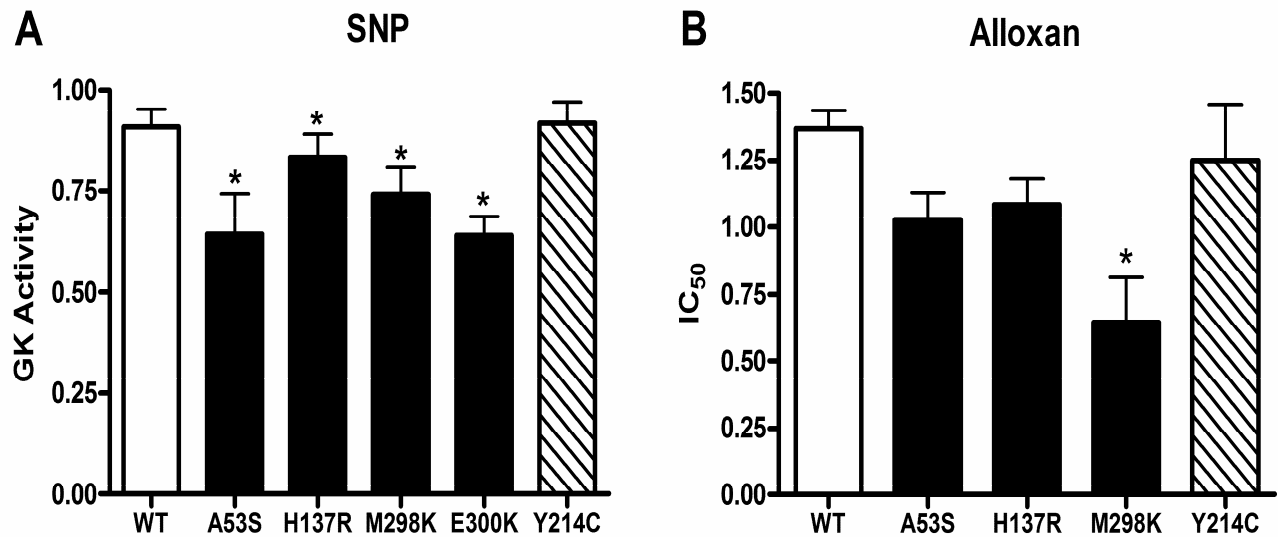 A
SNP
GK Activity
1.00
0.75
0.50
0.25
0.00
*
*
*
*
WT A53S H137R M298K E300K Y214C
B
Alloxan
IC50
1.50
1.25
1.00
0.75
0.50
0.25
0.00
*
WT A53S H137R M298K Y214C